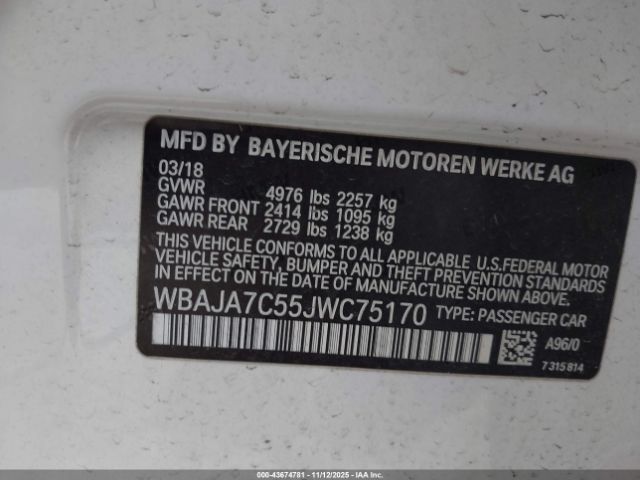 MFD BY BAYERISCHE MOTOREN WERKE AG
03/18
GVWR 4976 lbs 2257 kg
GAWR FRONT 2414 lbs 1095 kg
GAWR REAR 2729 lbs 1238 kg
THIS VEHICLE CONFORMS TO ALL APPLICABLE U.S.FEDERAL MOTOR
VEHICLE SAFETY, BUMPER AND THEFT PREVENTION STANDARDS
IN EFFECT ON THE DATE OF MANUFACTURE SHOWN ABOVE.
WBAJA7C55JWC75170 TYPE: PASSENGER CAR
A96/0
7 315 814
000-43674781 - 11/12/2025 - IAA Inc.